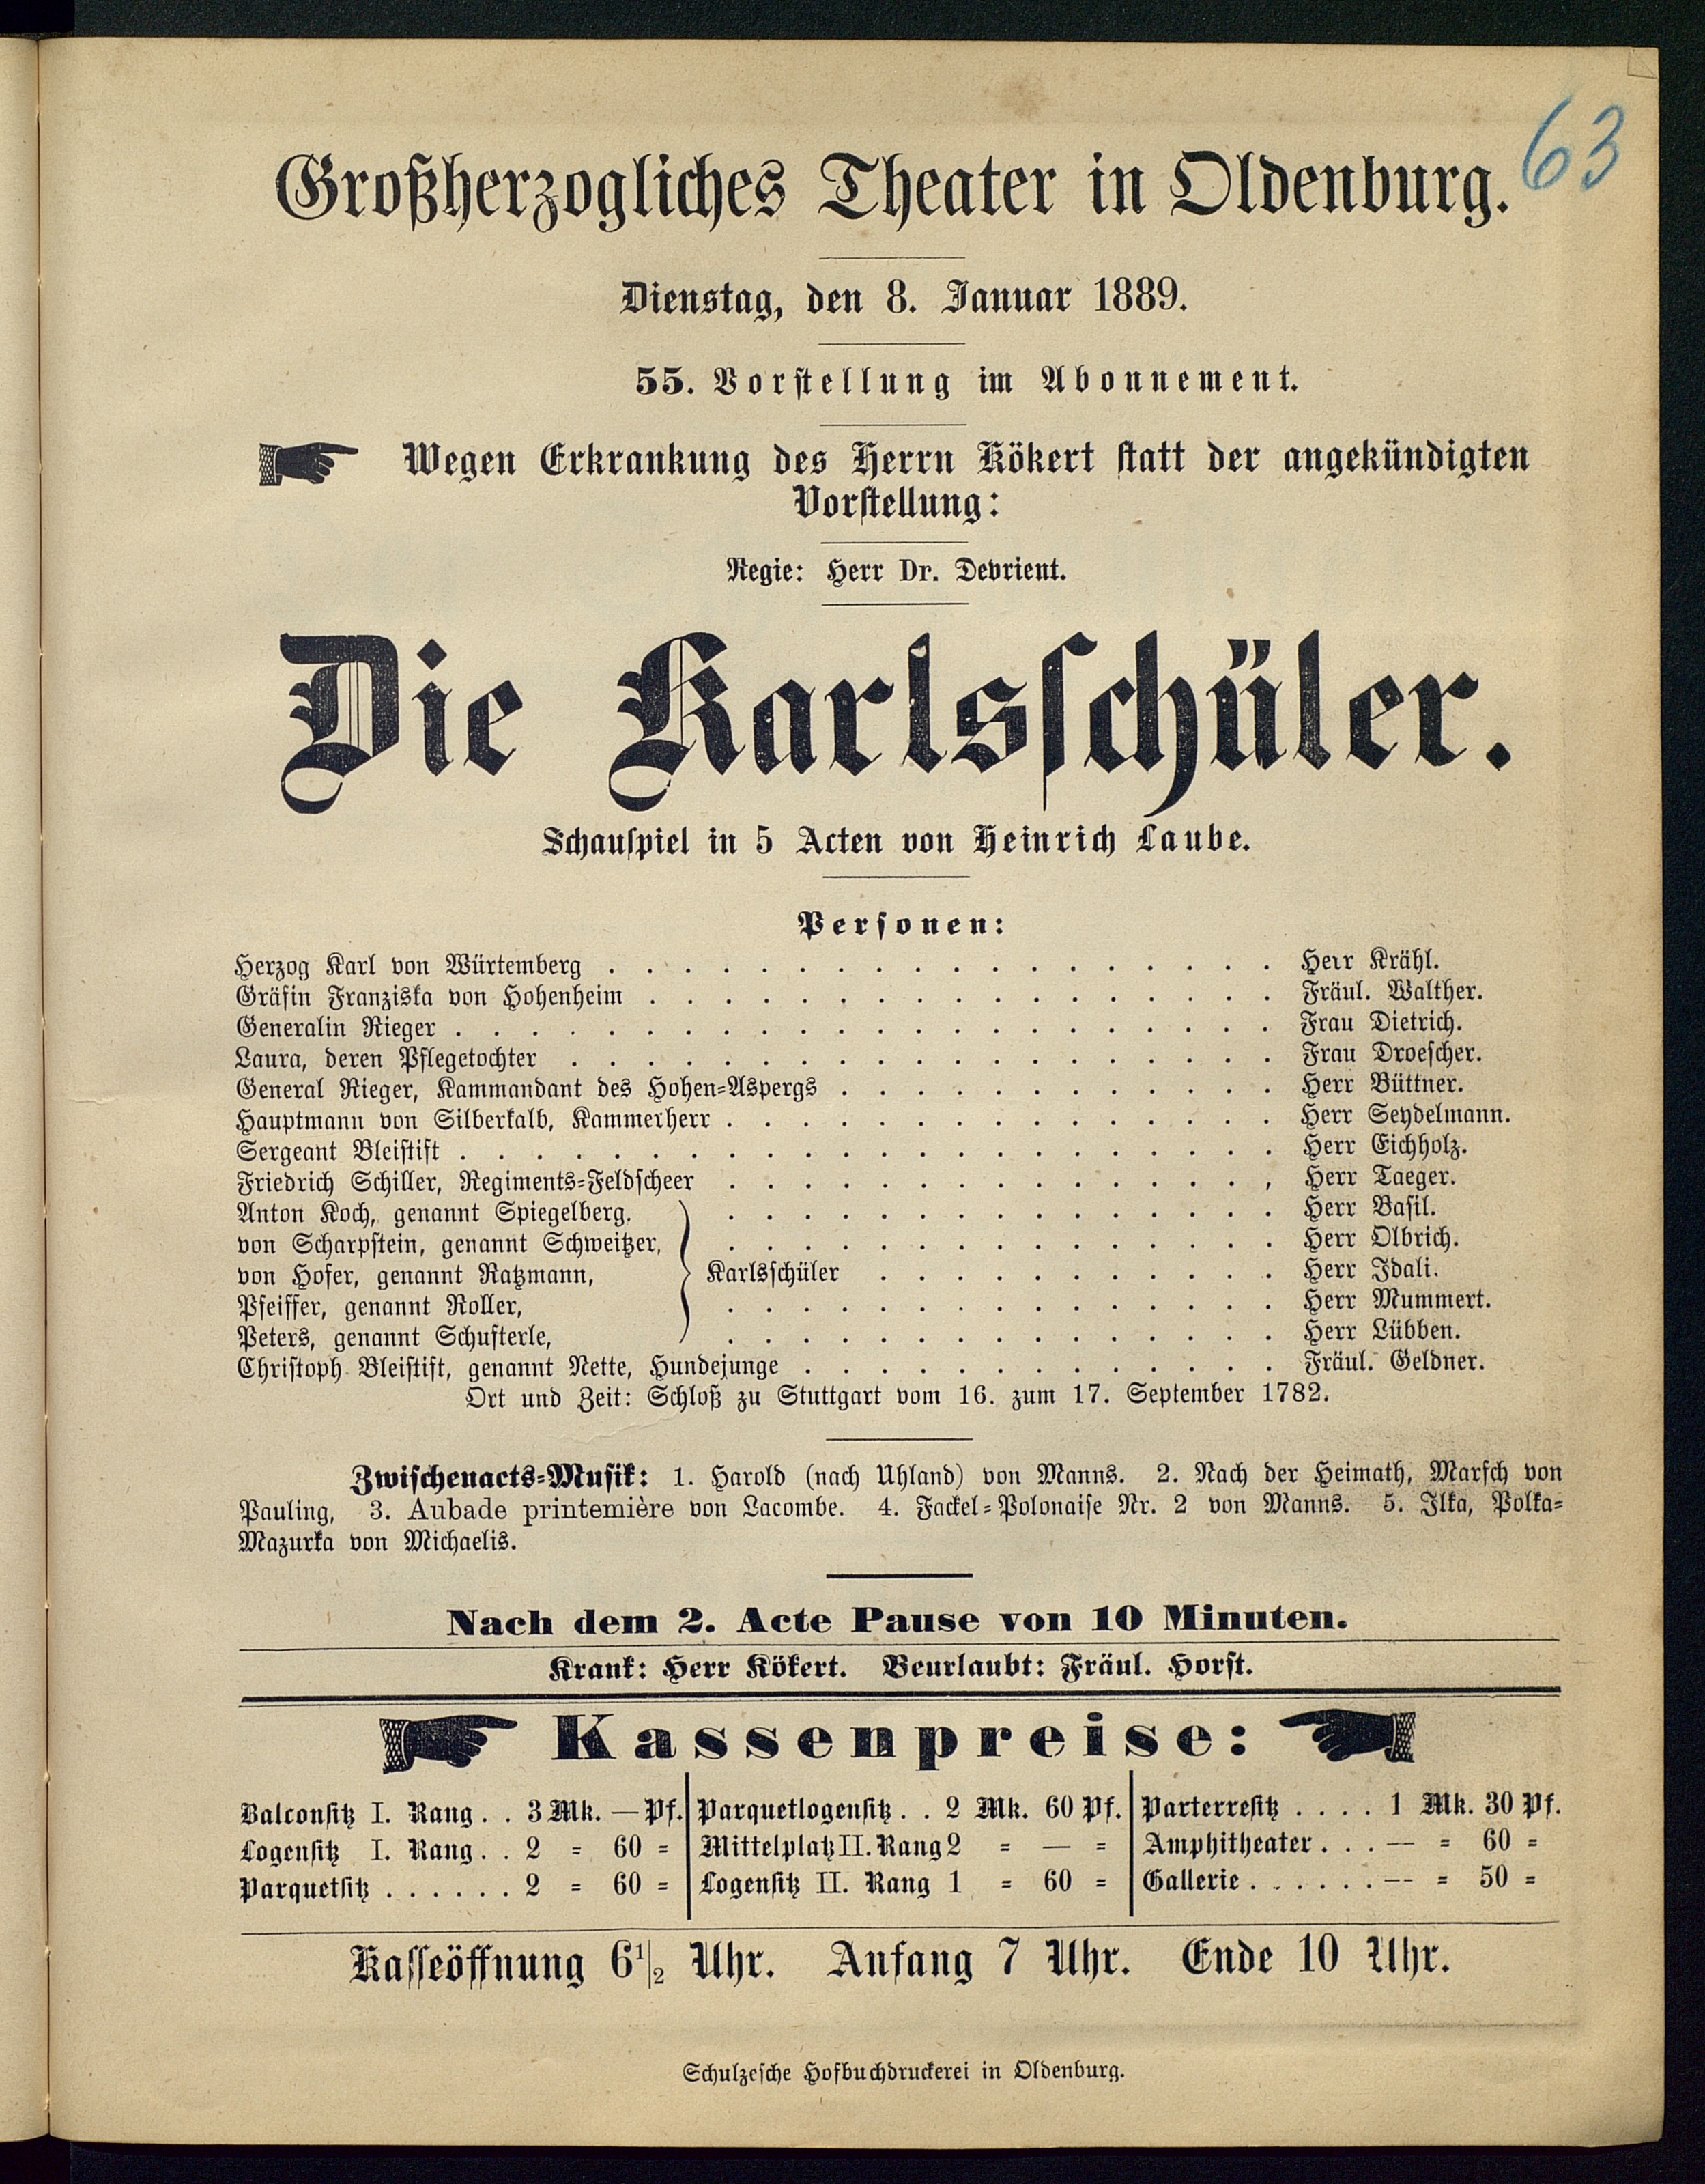 63
Großherzogliches Theater in Oldenburg.
Dienstag, den 8. Januar 1889.
55. Vorstellung im Abonnement.
Wegen Erkrankung des Herrn Kökert statt der angekündigten
Vorstellung:
Regie: Herr Dr. Devrient.
Die Karlsschüler.
Schauspiel in 5 Acten von Heinrich Laube.
Personen:
Herzog Karl von Würtemberg . . . . . . . . . . . . . . . . . . Herr Krähl.
Gräfin Franziska von Hohenheim . . . . . . . . . . . . . . . . . Fräul. Walther.
Generalin Rieger . . . . . . . . . . . . . . . . . . . . . . Frau Dietrich.
Laura, deren Pflegetochter . . . . . . . . . . . . . . . . . . . Frau Droescher.
General Rieger, Kammandant des Hohen-Aspergs . . . . . . . . . . . . Herr Büttner.
Hauptmann von Silberkalb, Kammerherr . . . . . . . . . . . . . . . Herr Seydelmann.
Sergeant Bleistift . . . . . . . . . . . . . . . . . . . . . . Herr Eichholz.
Friedrich Schiller, Regiments-Feldscheer . . . . . . . . . . . . . . , Herr Taeger.
Anton Koch, genannt Spiegelberg. . . . . . . . . . . . . . . . Herr Basil.
von Scharpstein, genannt Schweitzer, . . . . . . . . . . . . . . . Herr Olbrich.
von Hofer, genannt Ratzmann, } Karlsschüler . . . . . . . . . . . Herr Idali.
Pfeiffer, genannt Roller, . . . . . . . . . . . . . . . Herr Mummert.
Peters, genannt Schufterle, . . . . . . . . . . . . . . . Herr Lübben.
Christoph Bleistift, genannt Nette, Hundejunge . . . . . . . . . . . . . Fräul. Geldner.
Ort und Zeit: Schloß zu Stuttgart vom 16. zum 17. September 1782.
Zwischenacts-Musik: 1. Harold (nach Uhland) von Manns. 2. Nach der Heimath, Marsch von
Pauling, 3. Aubade printemière von Lacombe. 4. Fackel-Polonaise Nr. 2 von Manns. 5. Ilka, Polka-
Mazurka von Michaelis.
Nach dem 2. Acte Pause von 10 Minuten.
Krank: Herr Kökert. Beurlaubt: Fräul. Horst.
Kassenpreise:
Balconsitz I. Rang . . 3 Mk. — Pf. Parquetlogensitz . . 2 Mk. 60 Pf. Parterresitz . . . . 1 Mk. 30 Pf.
Logensitz I. Rang . . 2 = 60 = Mittelplatz II. Rang 2 = — = Amphitheater . . . — = 60 =
Parquetsitz . . . . . . 2 = 60 = Logensitz II. Rang 1 = 60 = Gallerie . . . . . . — = 50 =
Kasseöffnung 6 1/2 Uhr. Anfang 7 Uhr. Ende 10 Uhr.
Schulzesche Hofbuchdruckerei in Oldenburg.